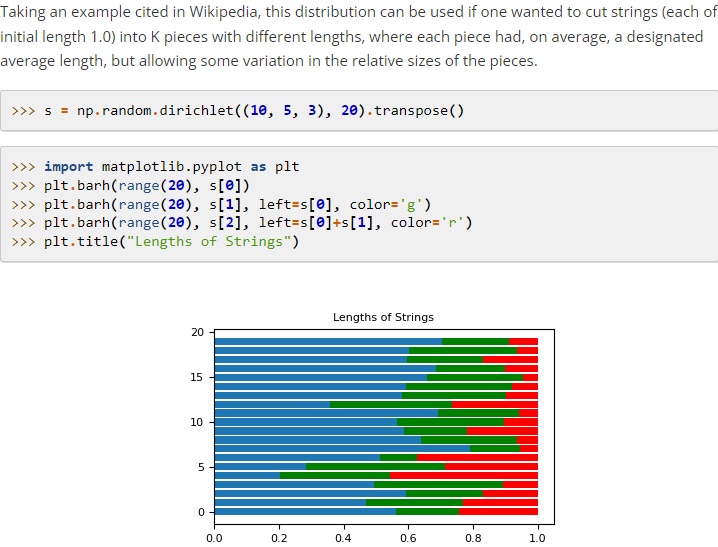 Taking an example cited in Wikipedia, this distribution can be used if one wanted to cut strings (each of
initial length 1.0) into K pieces with different lengths, where each piece had, on average, a designated
average length, but allowing some variation in the relative sizes of the pieces.
>>> s = np.random.dirichlet((10, 5, 3), 20).transpose()
>>> import matplotlib.pyplot as plt
>>> plt.barh(range(20), s[0])
>>> plt.barh(range(20), s[1], left=s[0], color='g')
>>> plt.barh(range(20), s[2], left=s[0]+s[1], color='r')
>>> plt.title("Lengths of Strings")
Lengths of Strings
20
15
10
5
0
0.0 0.2 0.4 0.6 0.8 1.0